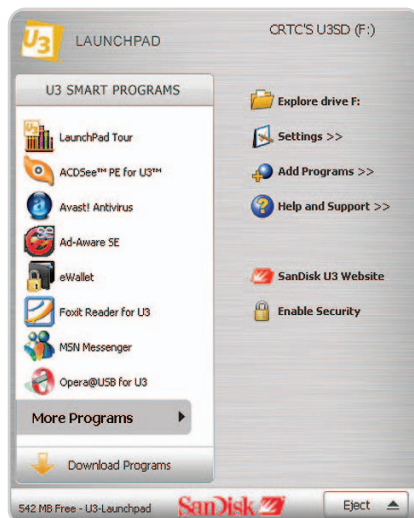 U3
LAUNCHPAD
CRTC'S U3SD (F:)
U3 SMART PROGRAMS
LaunchPad Tour
ACDSee™ PE for U3™
Avast! Antivirus
Ad-Aware SE
eWallet
Foxit Reader for U3
MSN Messenger
Opera@USB for U3
More Programs
Download Programs
Explore drive F:
Settings >>
Add Programs >>
Help and Support >>
SanDisk U3 Website
Enable Security
542 MB Free - U3-Launchpad
SanDisk
Eject